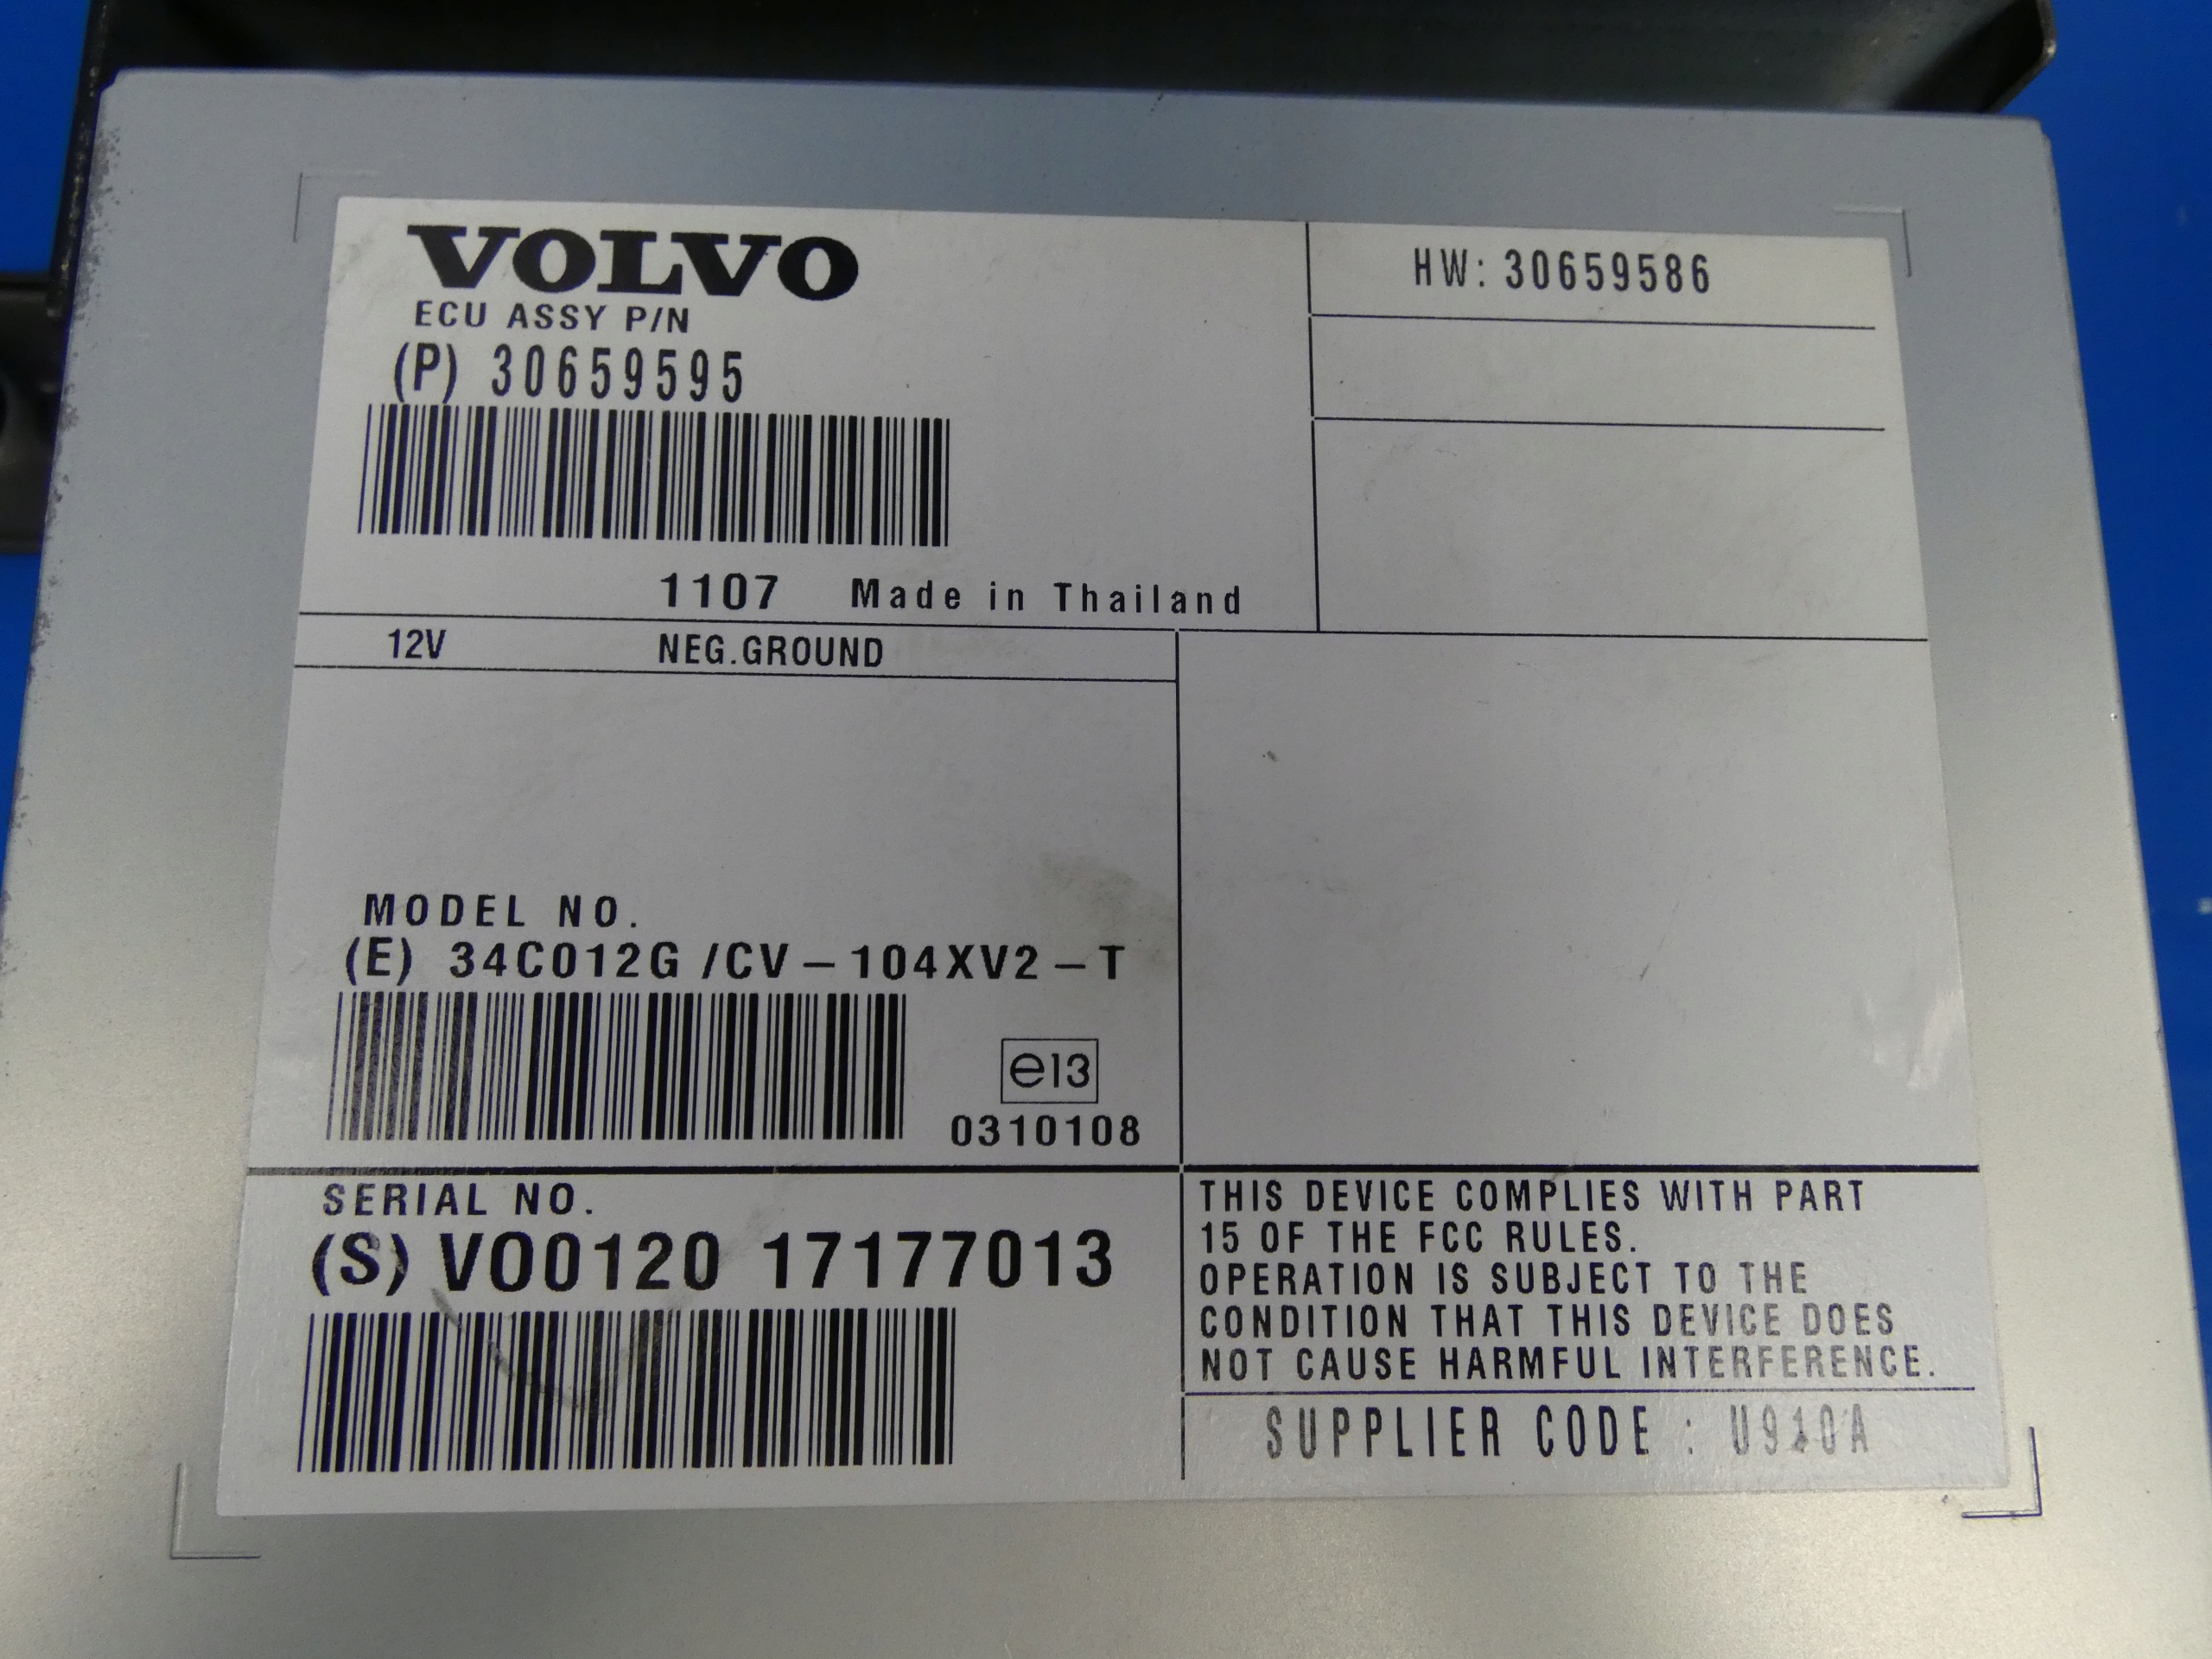 VOLVO
ECU ASSY P/N
(P) 30659595
HW: 30659586
1107 Made in Thailand
12V NEG.GROUND
MODEL NO.
(E) 34C012G /CV–104XV2–T
e13
0310108
SERIAL NO.
(S) VO0120 17177013
THIS DEVICE COMPLIES WITH PART
15 OF THE FCC RULES.
OPERATION IS SUBJECT TO THE
CONDITION THAT THIS DEVICE DOES
NOT CAUSE HARMFUL INTERFERENCE.
SUPPLIER CODE : U910A